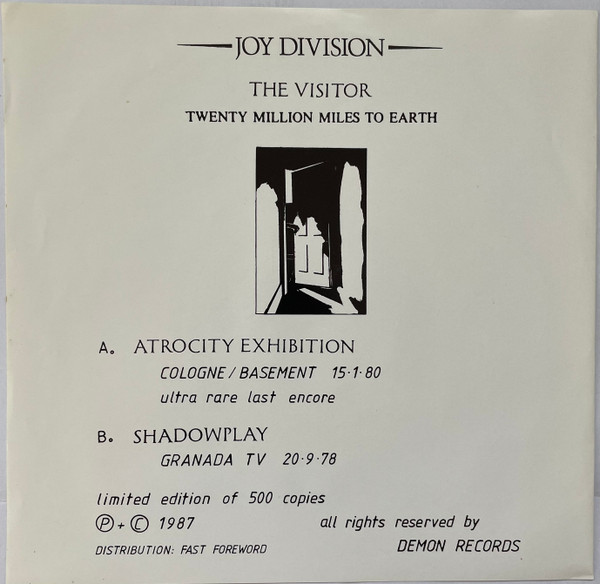 JOY DIVISION
THE VISITOR
TWENTY MILLION MILES TO EARTH
A. ATROCITY EXHIBITION
COLOGNE / BASEMENT 15·1·80
ultra rare last encore
B. SHADOWPLAY
GRANADA TV 20·9·78
limited edition of 500 copies
Ⓟ + © 1987 all rights reserved by
DISTRIBUTION: FAST FOREWORD DEMON RECORDS